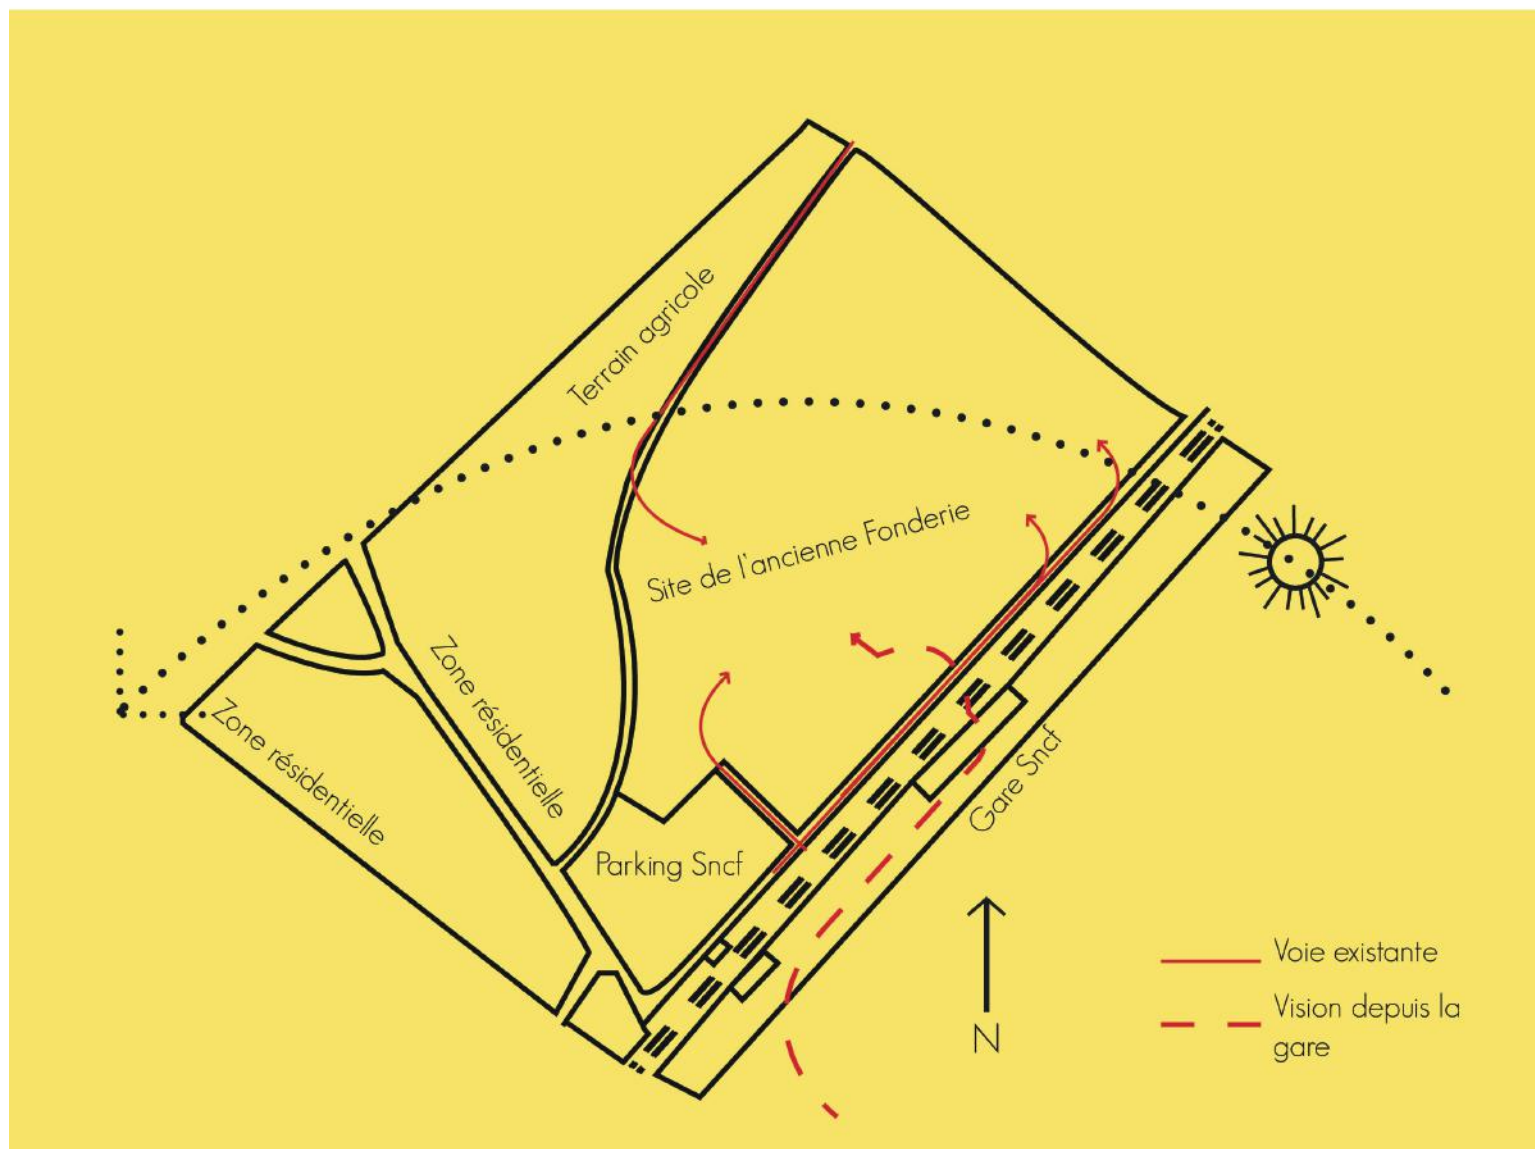 Terrain agricole
Site de l'ancienne Fonderie
Zone résidentielle
Zone résidentielle
Parking Sncf
Gare Sncf
N
Voie existante
Vision depuis la
gare